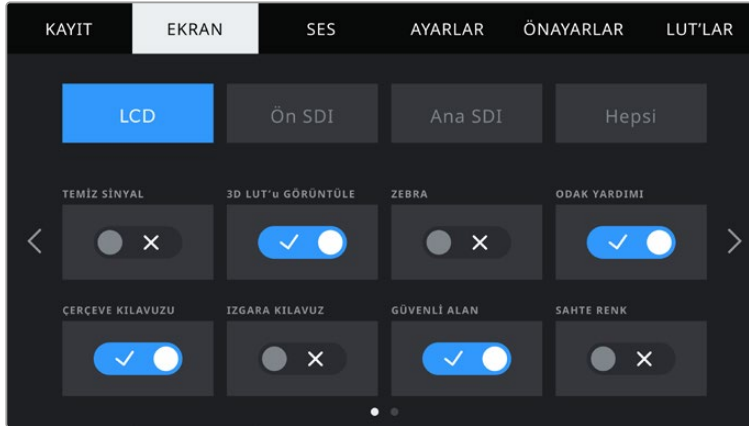 KAYIT EKRAN SES AYARLAR ÖNAYARLAR LUT'LAR
LCD Ön SDI Ana SDI Hepsi
TEMİZ SİNYAL 3D LUT'u GÖRÜNTÜLE ZEBRA ODAK YARDIMI
ÇERÇEVE KILAVUZU IZGARA KILAVUZ GÜVENLİ ALAN SAHTE RENK